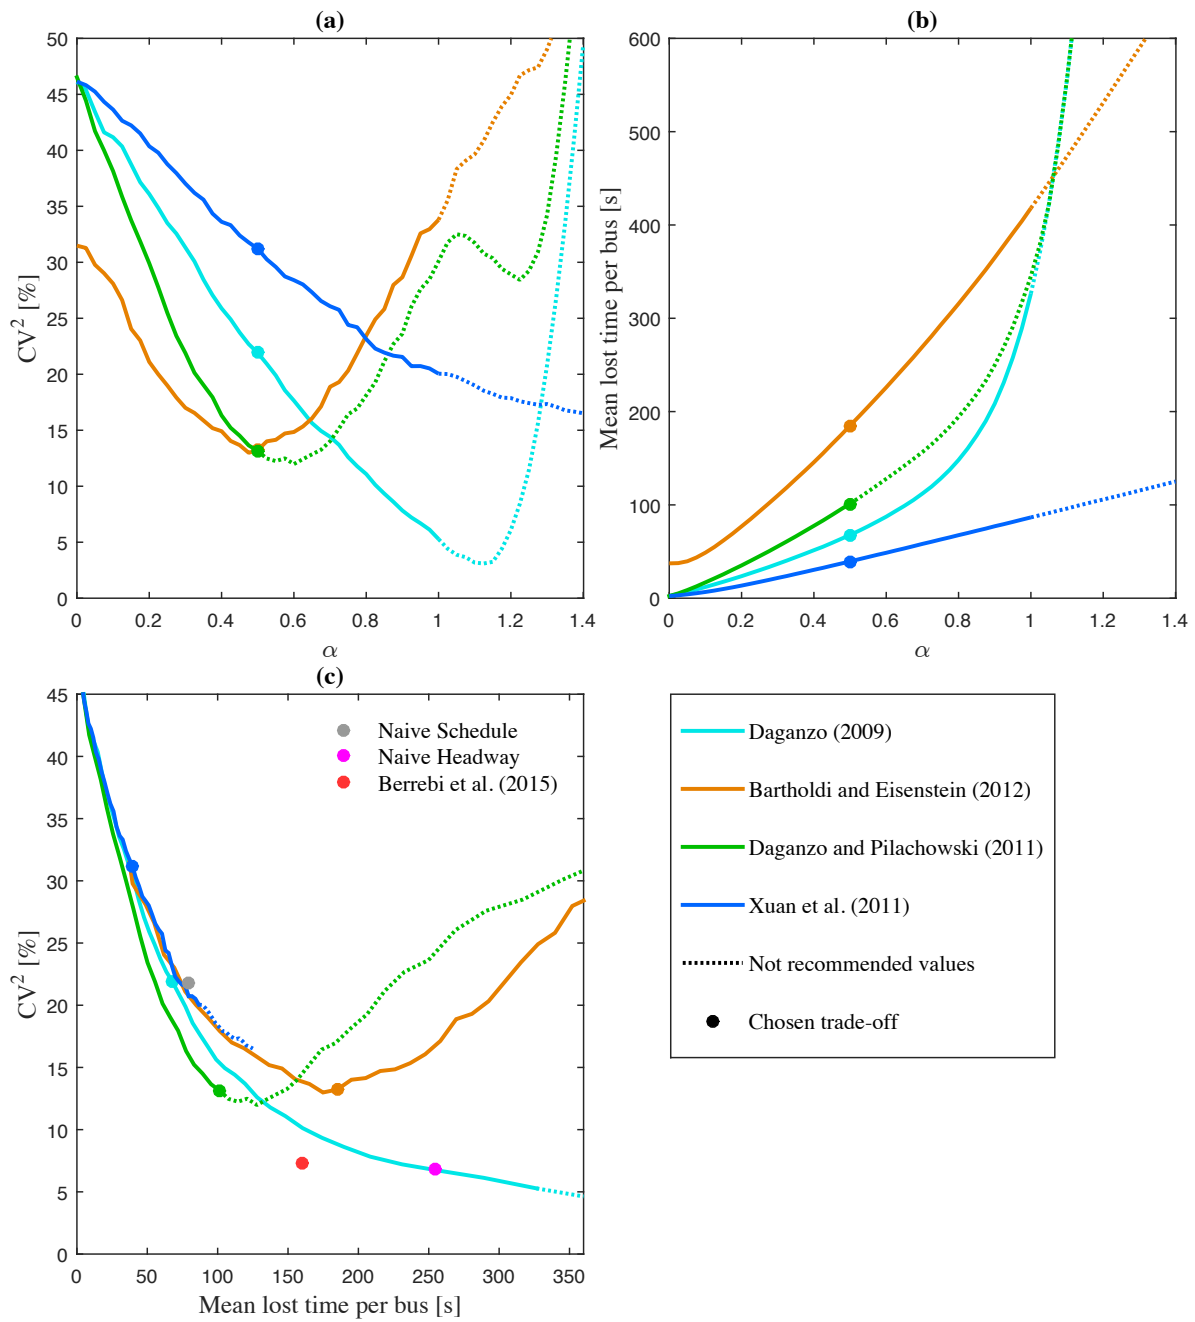 (a)
50
45
40
35
30
25
20
15
10
5
0
CV² [%]
0 0.2 0.4 0.6 0.8 1 1.2 1.4
α
(b)
600
500
400
300
200
100
0
Mean lost time per bus [s]
0 0.2 0.4 0.6 0.8 1 1.2 1.4
α
(c)
45
40
35
30
25
20
15
10
5
0
CV² [%]
Naive Schedule
Naive Headway
Berrebi et al. (2015)
0 50 100 150 200 250 300 350
Mean lost time per bus [s]
Daganzo (2009)
Bartholdi and Eisenstein (2012)
Daganzo and Pilachowski (2011)
Xuan et al. (2011)
Not recommended values
Chosen trade-off